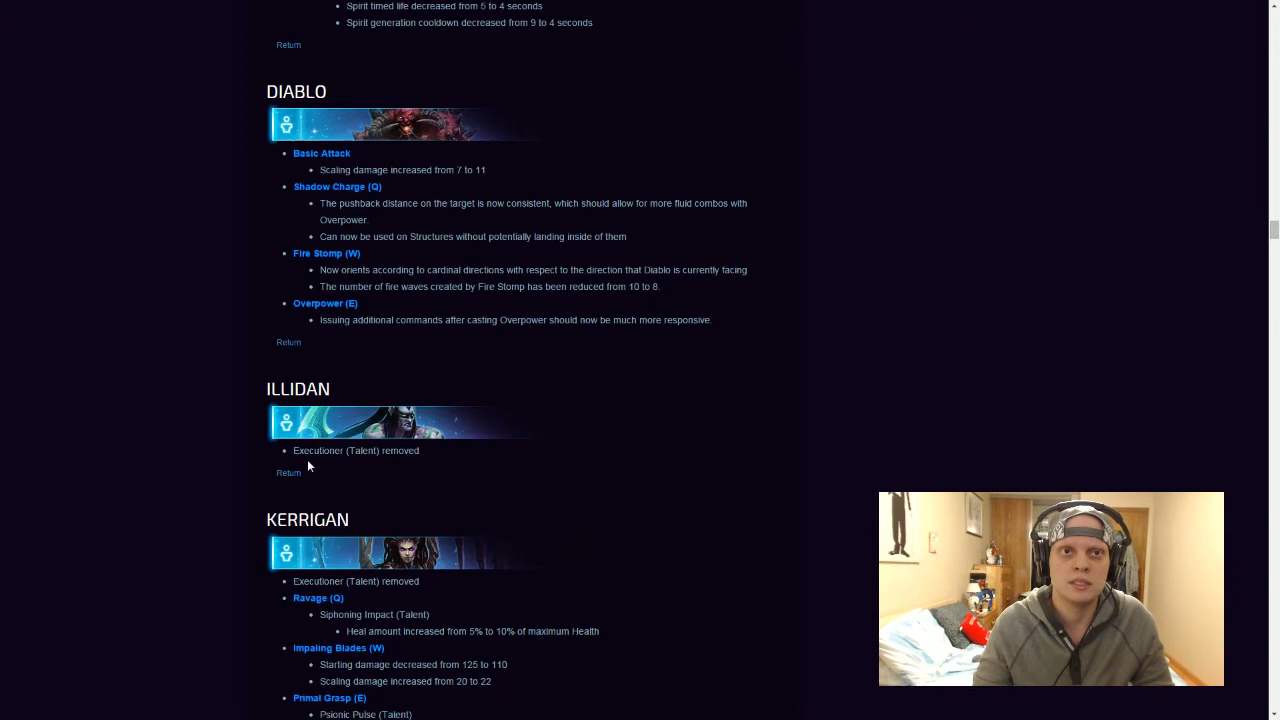 Spirit timed life decreased from 5 to 4 seconds
Spirit generation cooldown decreased from 9 to 4 seconds
Return
DIABLO
Basic Attack
Scaling damage increased from 7 to 11
Shadow Charge (Q)
The pushback distance on the target is now consistent, which should allow for more fluid combos with
Overpower.
Can now be used on Structures without potentially landing inside of them
Fire Stomp (W)
Now orients according to cardinal directions with respect to the direction that Diablo is currently facing
The number of fire waves created by Fire Stomp has been reduced from 10 to 8.
Overpower (E)
Issuing additional commands after casting Overpower should now be much more responsive.
Return
ILLIDAN
Executioner (Talent) removed
Return
KERRIGAN
Executioner (Talent) removed
Ravage (Q)
Siphoning Impact (Talent)
Heal amount increased from 5% to 10% of maximum Health
Impaling Blades (W)
Starting damage decreased from 125 to 110
Scaling damage increased from 20 to 22
Primal Grasp (E)
Psionic Pulse (Talent)